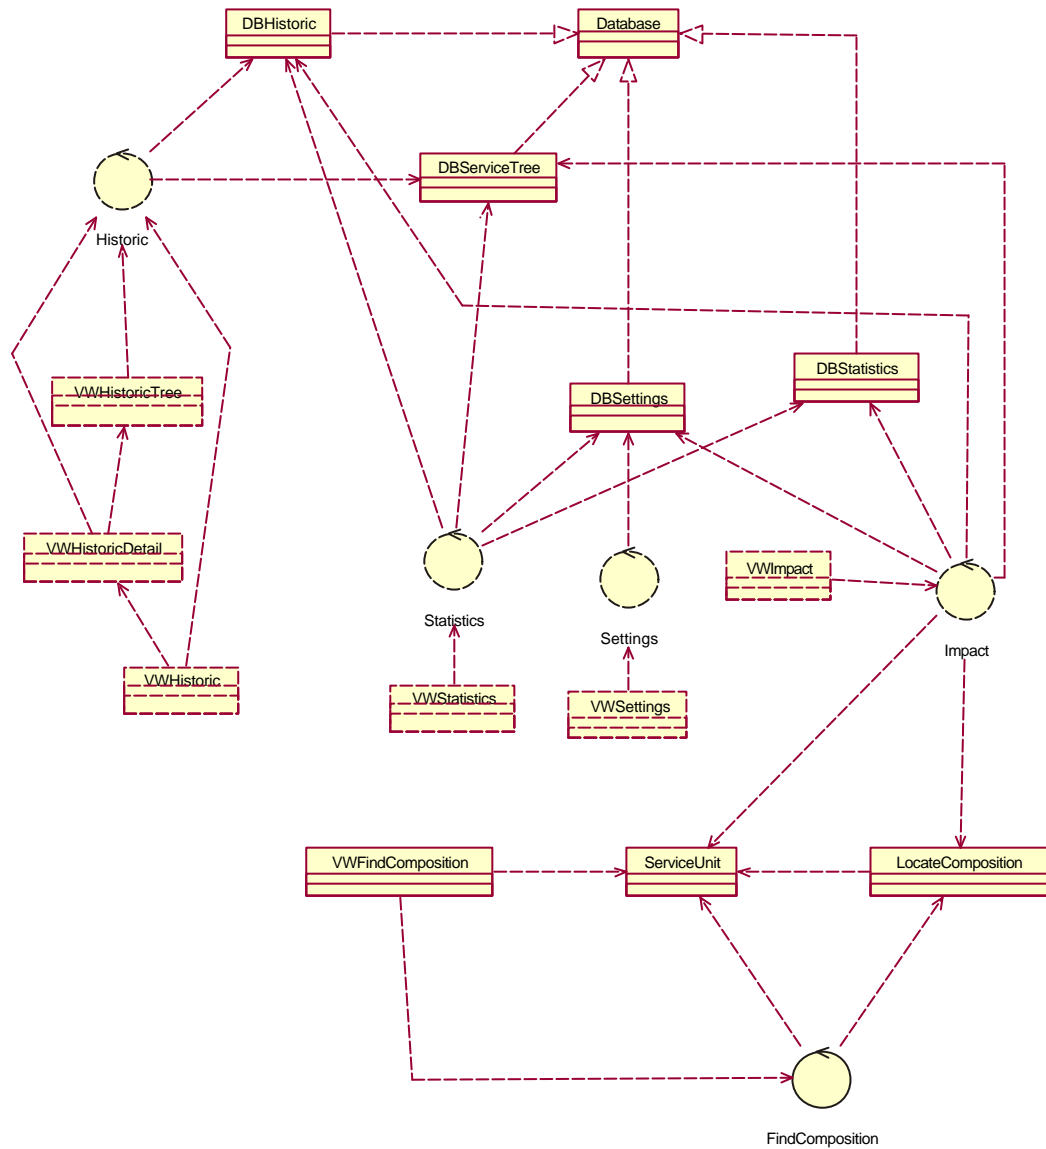 DBHistoric
Database
DBServiceTree
Historic
DBStatistics
VWHistoricTree
DBSettings
VWHistoricDetail
VWImpact
Statistics
Settings
Impact
VWHistoric
VWStatistics
VWSettings
VWFindComposition
ServiceUnit
LocateComposition
FindComposition